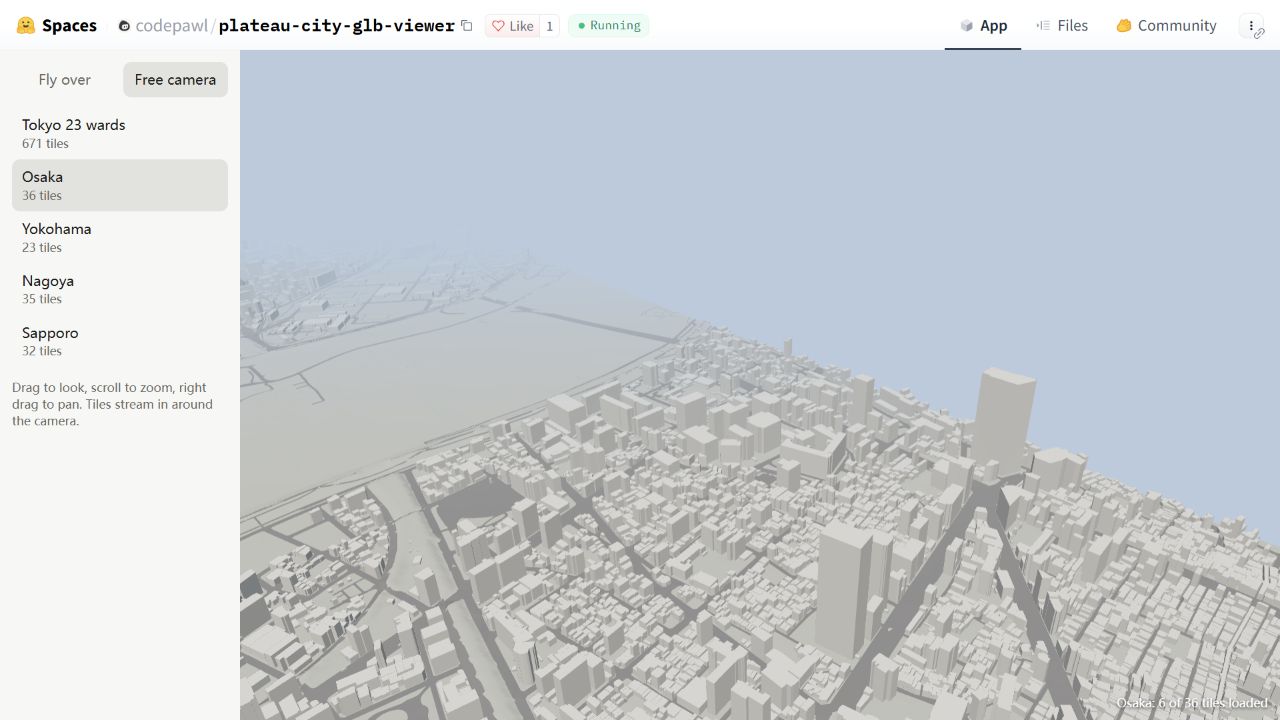 Spaces
codepawl/plateau-city-glb-viewer
Like 1
Running
App
Files
Community
Fly over
Free camera
Tokyo 23 wards
671 tiles
Osaka
36 tiles
Yokohama
23 tiles
Nagoya
35 tiles
Sapporo
32 tiles
Drag to look, scroll to zoom, right
drag to pan. Tiles stream in around
the camera.
Osaka: 6 of 36 tiles loaded